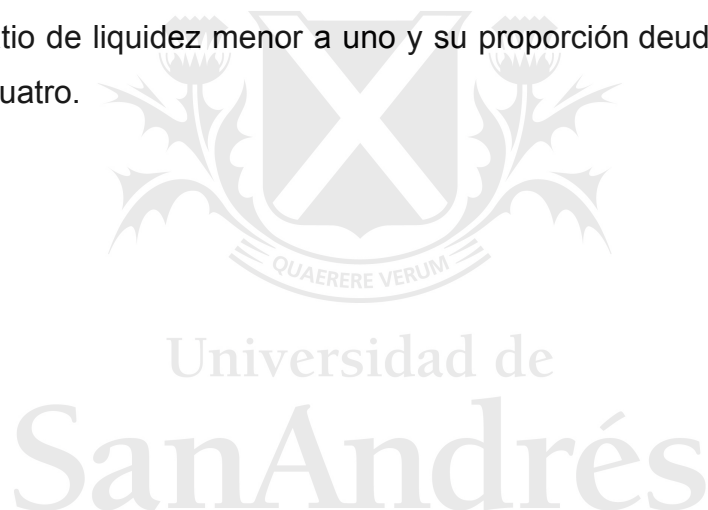 tio de liquidez menor a uno y su proporción deud
uatro.
QUAERERE VERUM
Universidad de
SanAndrés